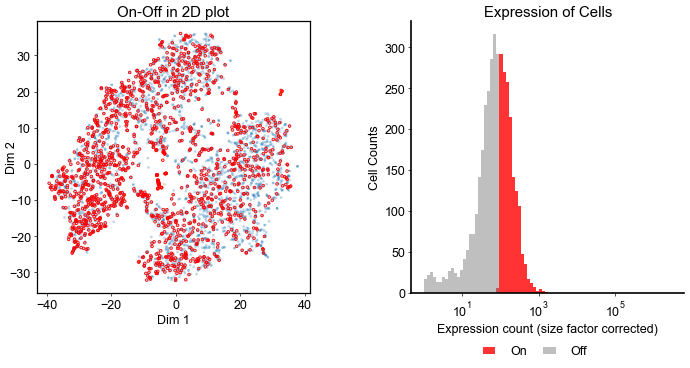 On-Off in 2D plot
30
20
10
0
−10
−20
−30
Dim 2
−40
−20
0
20
40
Dim 1
Expression of Cells
300
250
200
150
100
50
0
Cell Counts
10^1
10^3
10^5
Expression count (size factor corrected)
On
Off